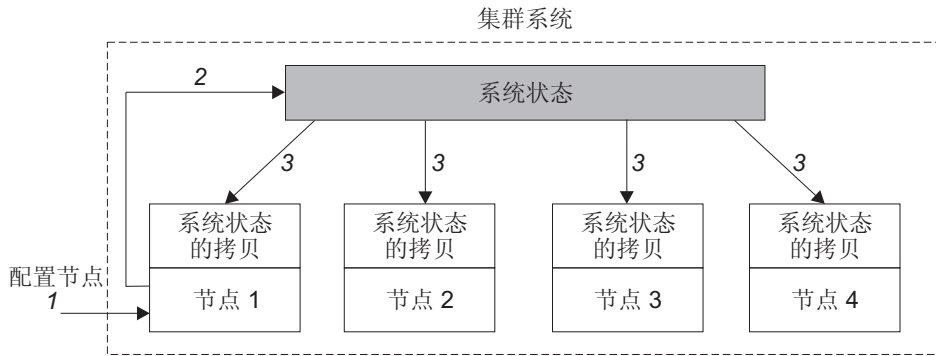 集群系统
2
系统状态
3
3
3
3
系统状态
的拷贝
系统状态
的拷贝
系统状态
的拷贝
系统状态
的拷贝
配置节点
1
节点 1
节点 2
节点 3
节点 4